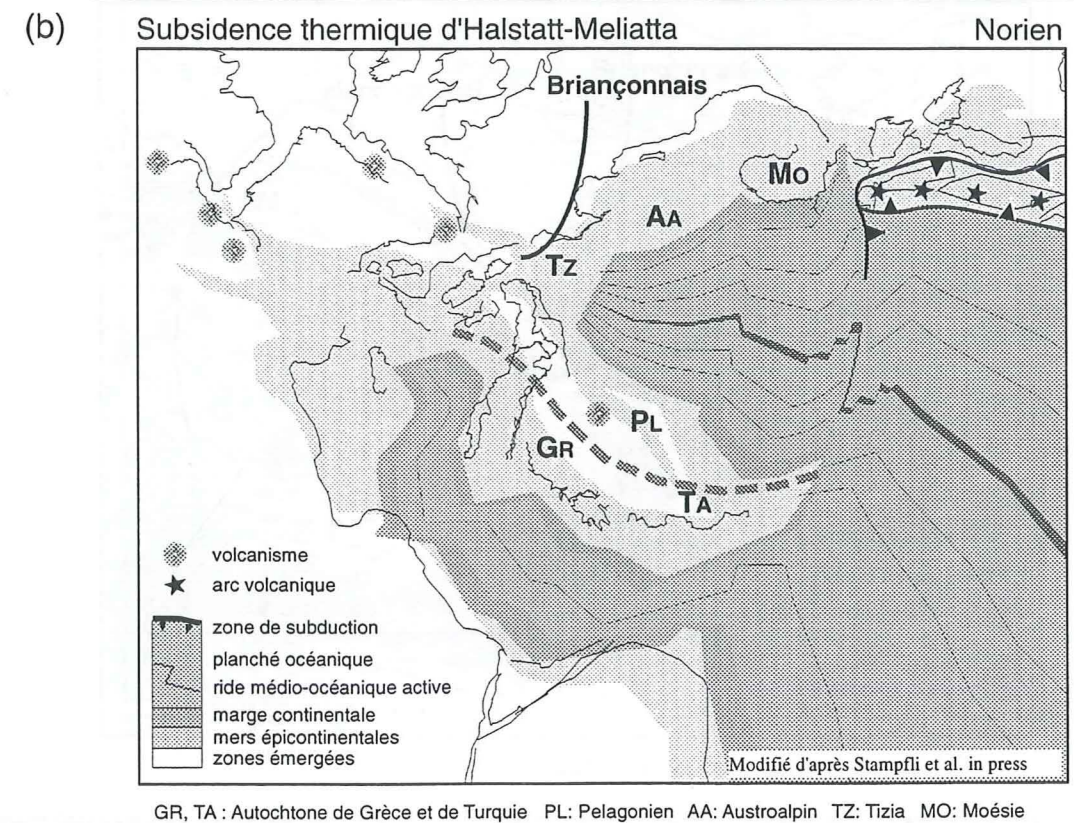 (b)
Subsidence thermique d'Halstatt-Meliatta
Norien
Briançonnais
MO
AA
TZ
PL
GR
TA
volcanisme
arc volcanique
zone de subduction
planché océanique
ride médio-océanique active
marge continentale
mers épicontinentales
zones émergées
Modifié d'après Stampfli et al. in press
GR, TA : Autochtone de Grèce et de Turquie PL: Pelagonien AA: Austroalpin TZ: Tizia MO: Moésie